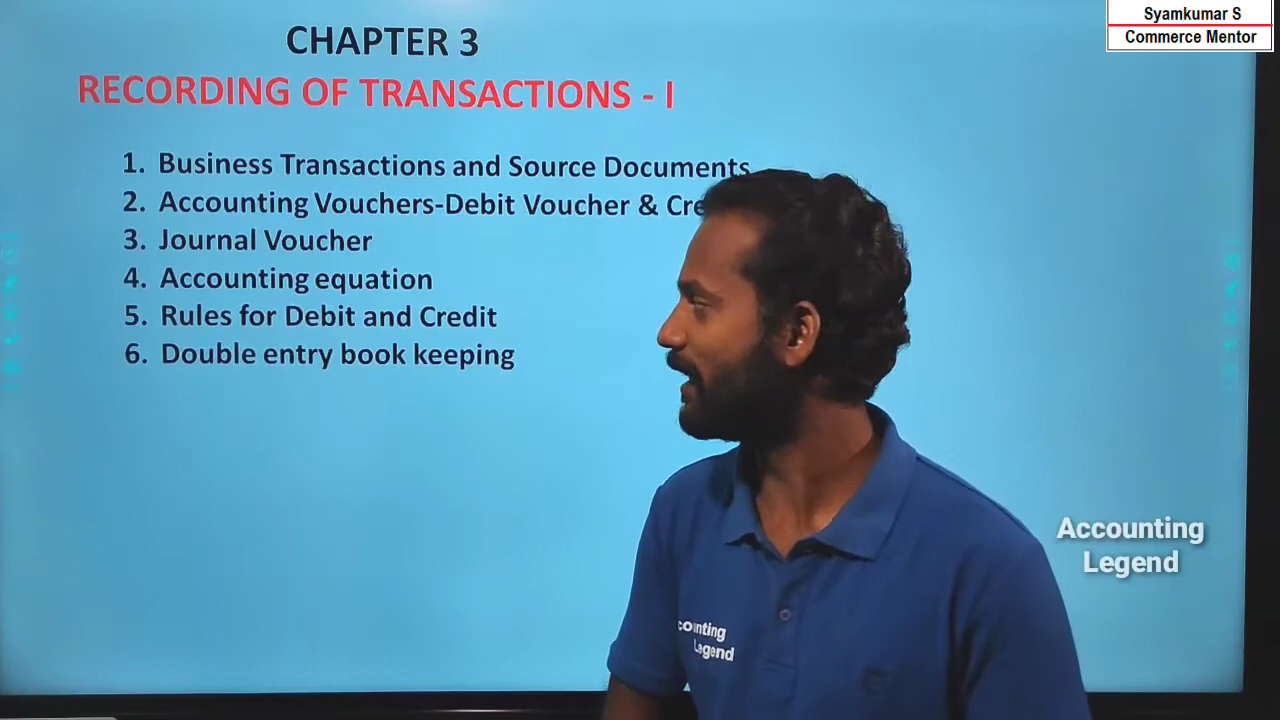 Syamkumar S
Commerce Mentor
CHAPTER 3
RECORDING OF TRANSACTIONS - I
1. Business Transactions and Source Documents
2. Accounting Vouchers-Debit Voucher &
3. Journal Voucher
4. Accounting equation
5. Rules for Debit and Credit
6. Double entry book keeping
Accounting
Legend
Legend